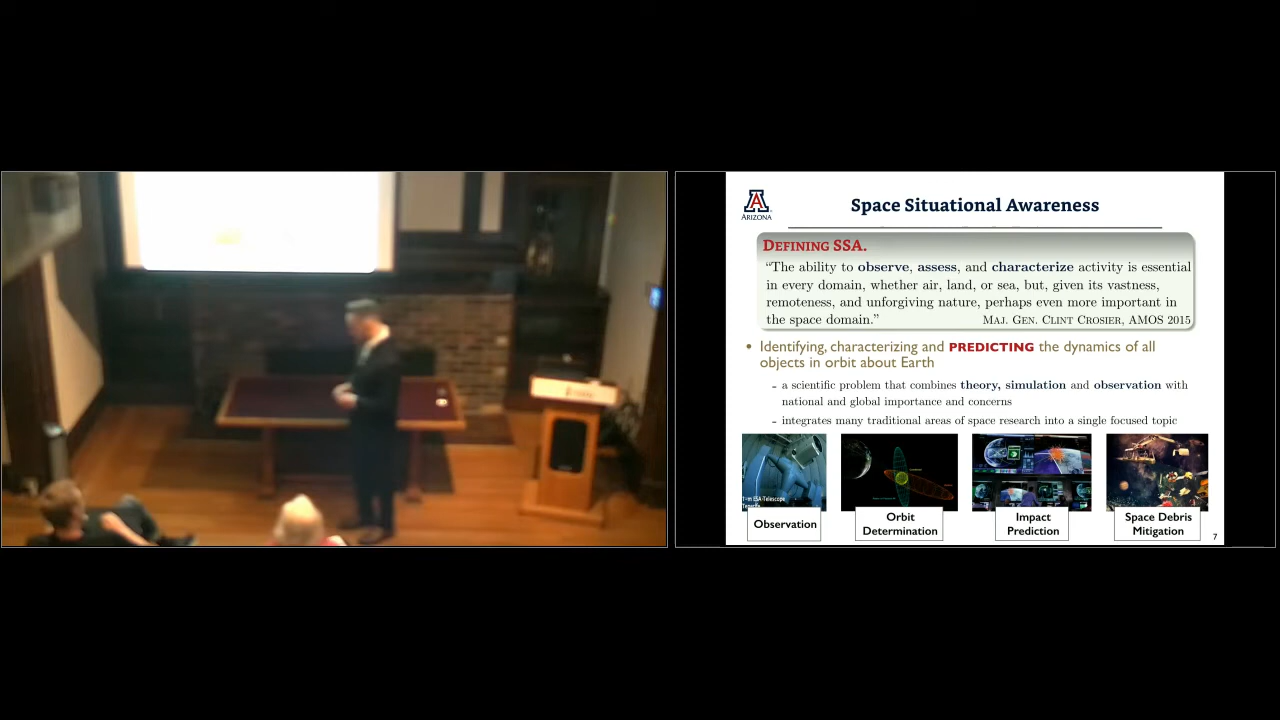 ARIZONA
Space Situational Awareness
DEFINING SSA.
“The ability to observe, assess, and characterize activity is essential
in every domain, whether air, land, or sea, but, given its vastness,
remoteness, and unforgiving nature, perhaps even more important in
the space domain.” MAJ. GEN. CLINT CROSIER, AMOS 2015
• Identifying, characterizing and PREDICTING the dynamics of all
objects in orbit about Earth
- a scientific problem that combines theory, simulation and observation with
national and global importance and concerns
- integrates many traditional areas of space research into a single focused topic
1-m ESA-Telescope
Tenerife
Observation
Orbit
Determination
Impact
Prediction
Space Debris
Mitigation
7